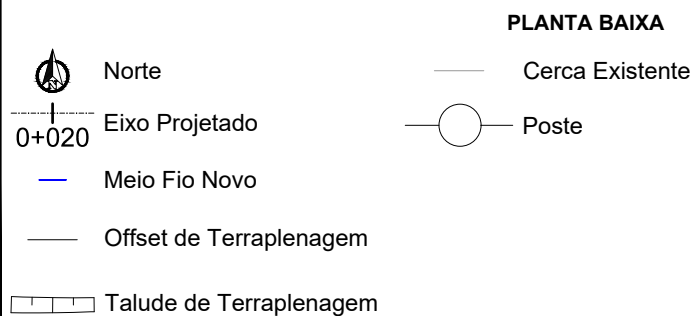 PLANTA BAIXA
N
Norte
Cerca Existente
0+020
Eixo Projetado
Poste
Meio Fio Novo
Offset de Terraplenagem
Talude de Terraplenagem